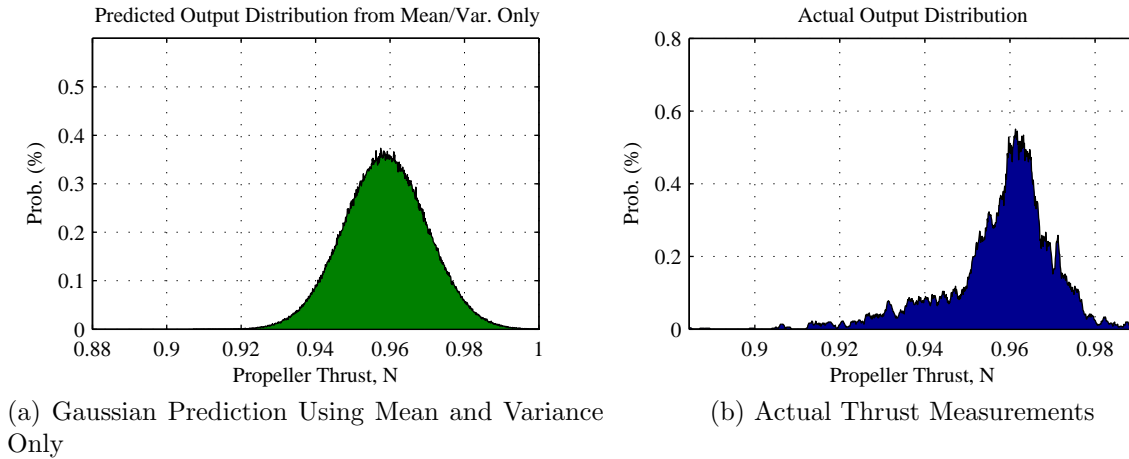 Predicted Output Distribution from Mean/Var. Only
0.5
0.4
0.3
0.2
0.1
0
Prob. (%)
0.88 0.9 0.92 0.94 0.96 0.98 1
Propeller Thrust, N
(a) Gaussian Prediction Using Mean and Variance
Only
Actual Output Distribution
0.8
0.6
0.4
0.2
0
Prob. (%)
0.9 0.92 0.94 0.96 0.98
Propeller Thrust, N
(b) Actual Thrust Measurements